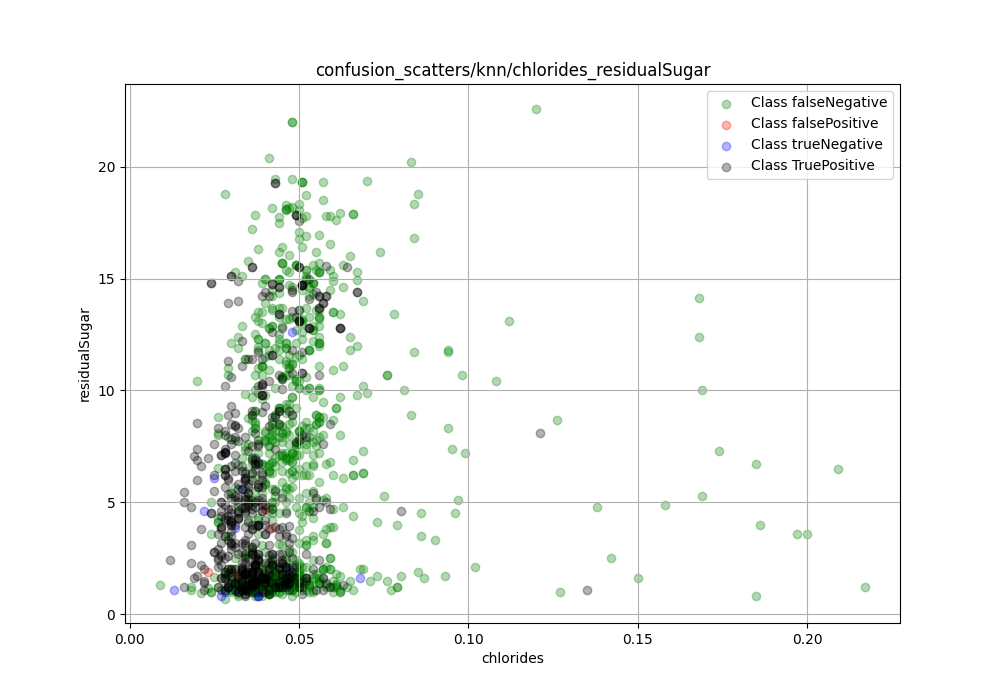 confusion_scatters/knn/chlorides_residualSugar
Class falseNegative
Class falsePositive
Class trueNegative
Class TruePositive
20
15
10
5
0
residualSugar
0.00
0.05
0.10
0.15
0.20
chlorides